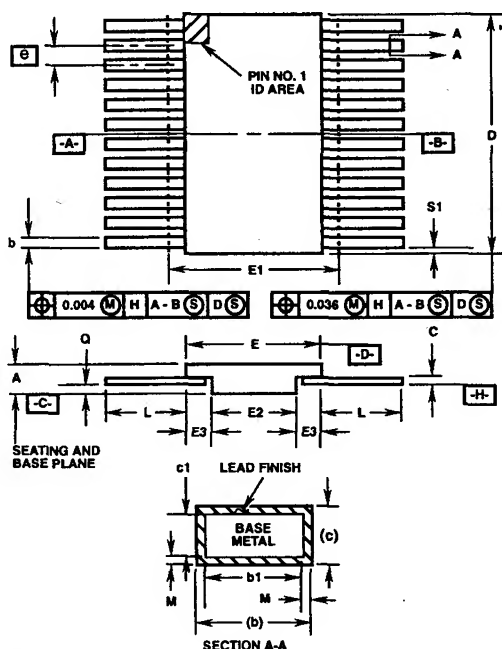 e
A
A
PIN NO. 1
ID AREA
D
-A-
-B-
S1
b
E1
⌖ 0.004 Ⓜ H A - B Ⓢ D Ⓢ
⌖ 0.036 Ⓜ H A - B Ⓢ D Ⓢ
Q
E
-D-
C
A
-C-
-H-
L
E2
L
E3
E3
SEATING AND
BASE PLANE
c1
LEAD FINISH
BASE
METAL
(c)
b1
M
M
(b)
SECTION A-A